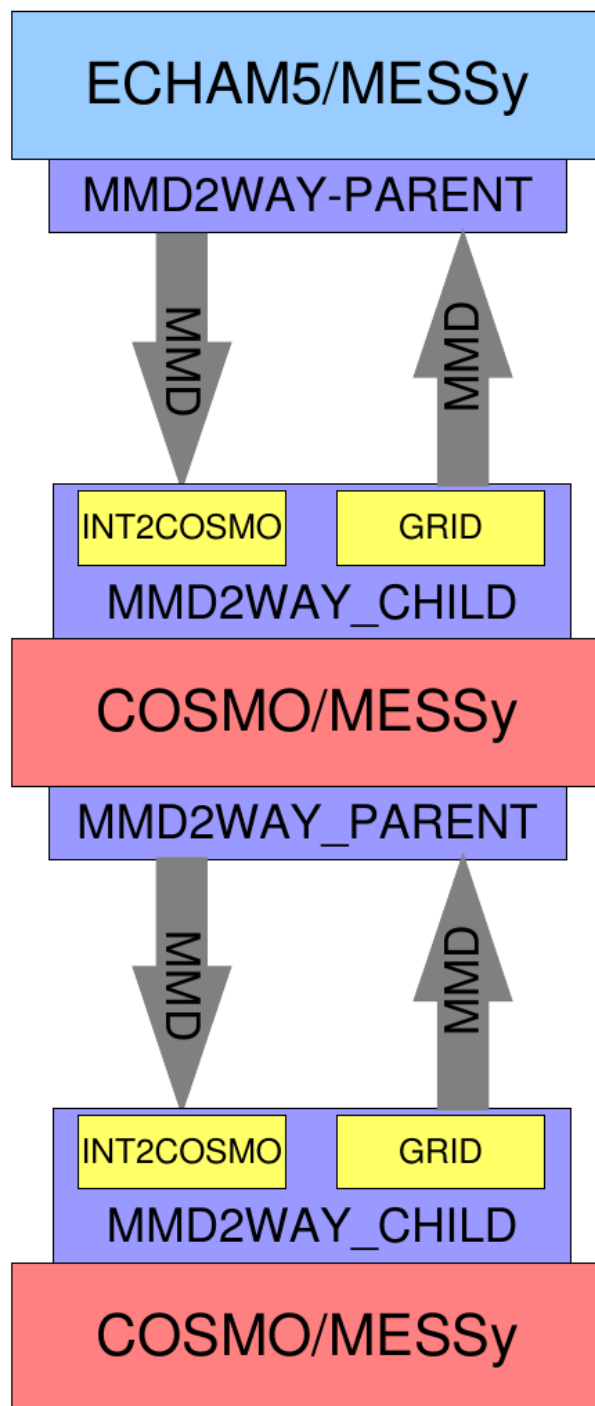 ECHAM5/MESSy
MMD2WAY-PARENT
MMD
MMD
INT2COSMO
GRID
MMD2WAY_CHILD
COSMO/MESSy
MMD2WAY_PARENT
MMD
MMD
INT2COSMO
GRID
MMD2WAY_CHILD
COSMO/MESSy